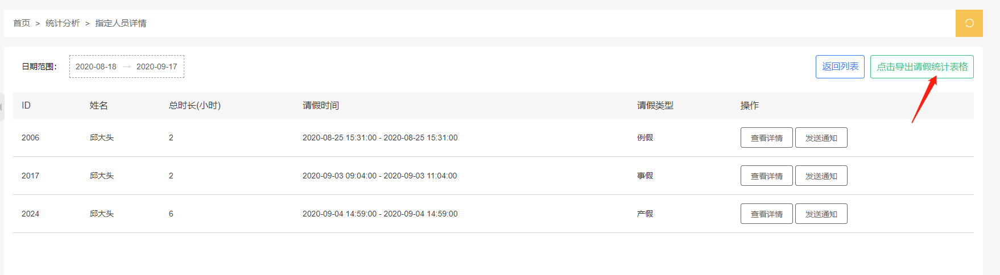 首页 > 统计分析 > 指定人员详情
日期范围： 2020-08-18 → 2020-09-17 返回列表 点击导出请假统计表格
ID 姓名 总时长(小时) 请假时间 请假类型 操作
2006 邱大头 2 2020-08-25 15:31:00 - 2020-08-25 15:31:00 例假 查看详情 发送通知
2017 邱大头 2 2020-09-03 09:04:00 - 2020-09-03 11:04:00 事假 查看详情 发送通知
2024 邱大头 6 2020-09-04 14:59:00 - 2020-09-04 14:59:00 产假 查看详情 发送通知